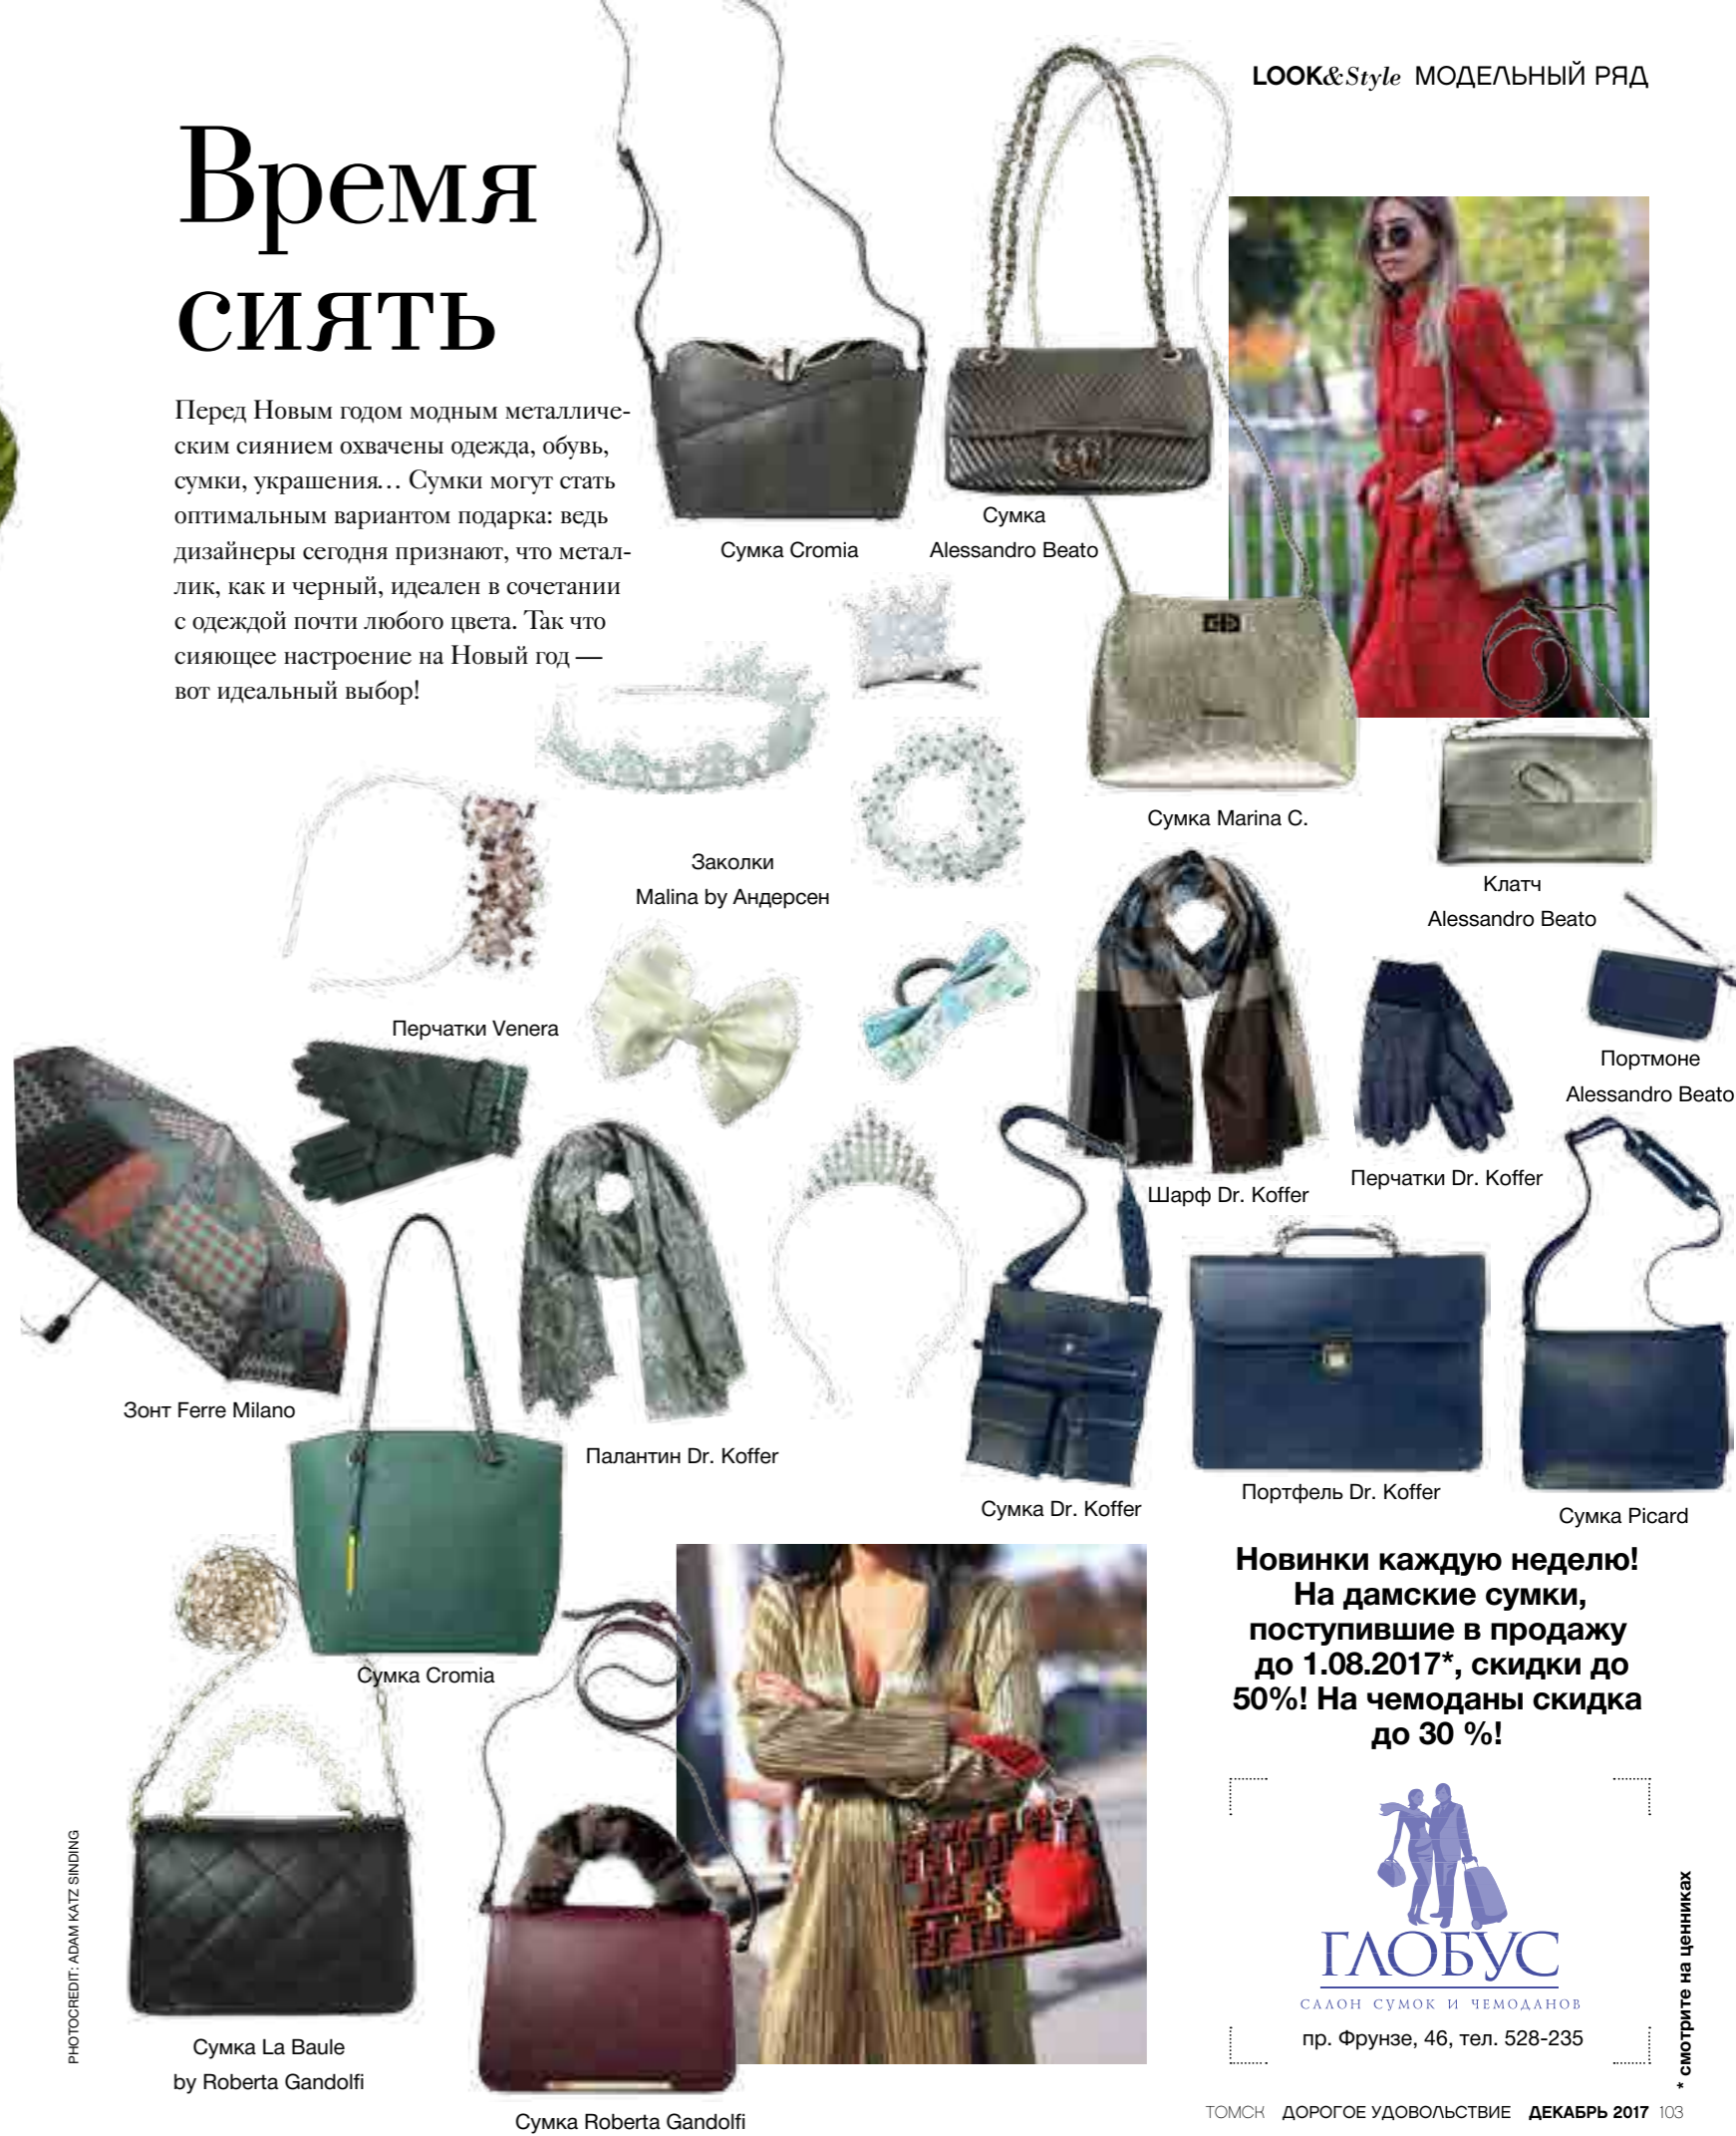 LOOK&Style МОДЕЛЬНЫЙ РЯД
Время
сиять
Перед Новым годом модным металличе-
ским сиянием охвачены одежда, обувь,
сумки, украшения… Сумки могут стать
оптимальным вариантом подарка: ведь
дизайнеры сегодня признают, что метал-
лик, как и черный, идеален в сочетании
с одеждой почти любого цвета. Так что
сияющее настроение на Новый год —
вот идеальный выбор!
Сумка Cromia
Сумка
Alessandro Beato
Сумка Marina C.
Клатч
Alessandro Beato
Заколки
Malina by Андерсен
Перчатки Venera
Портмоне
Alessandro Beato
Шарф Dr. Koffer
Перчатки Dr. Koffer
Зонт Ferre Milano
Палантин Dr. Koffer
Сумка Dr. Koffer
Портфель Dr. Koffer
Сумка Picard
Сумка Cromia
Новинки каждую неделю!
На дамские сумки,
поступившие в продажу
до 1.08.2017*, скидки до
50%! На чемоданы скидка
до 30 %!
ГЛОБУС
САЛОН СУМОК И ЧЕМОДАНОВ
пр. Фрунзе, 46, тел. 528-235
* смотрите на ценниках
PHOTOCREDIT: ADAM KATZ SINDING
Сумка La Baule
by Roberta Gandolfi
Сумка Roberta Gandolfi
ТОМСК ДОРОГОЕ УДОВОЛЬСТВИЕ ДЕКАБРЬ 2017 103